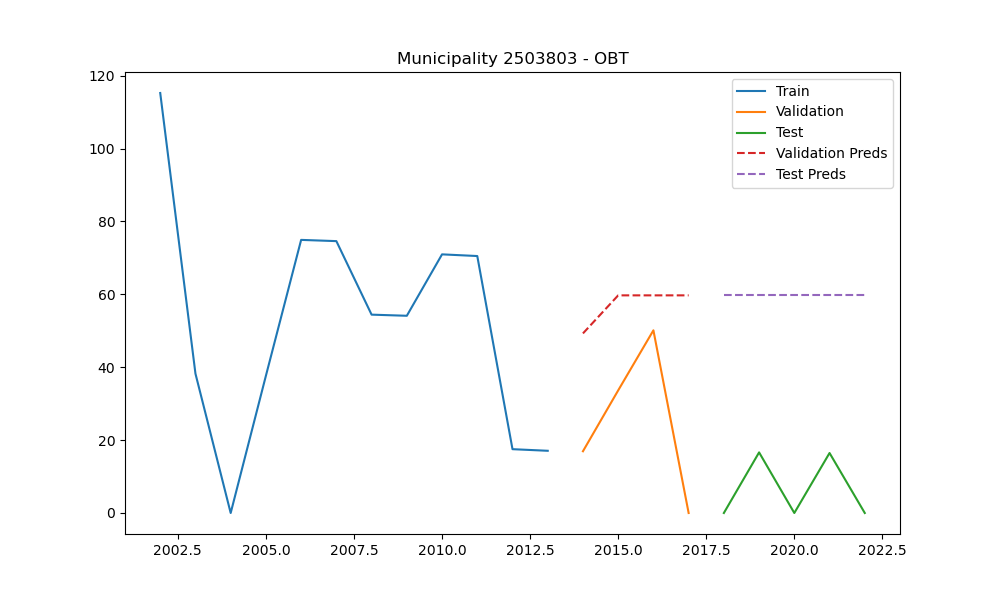 Municipality 2503803 - OBT
120
100
80
60
40
20
0
Train
Validation
Test
Validation Preds
Test Preds
2002.5 2005.0 2007.5 2010.0 2012.5 2015.0 2017.5 2020.0 2022.5